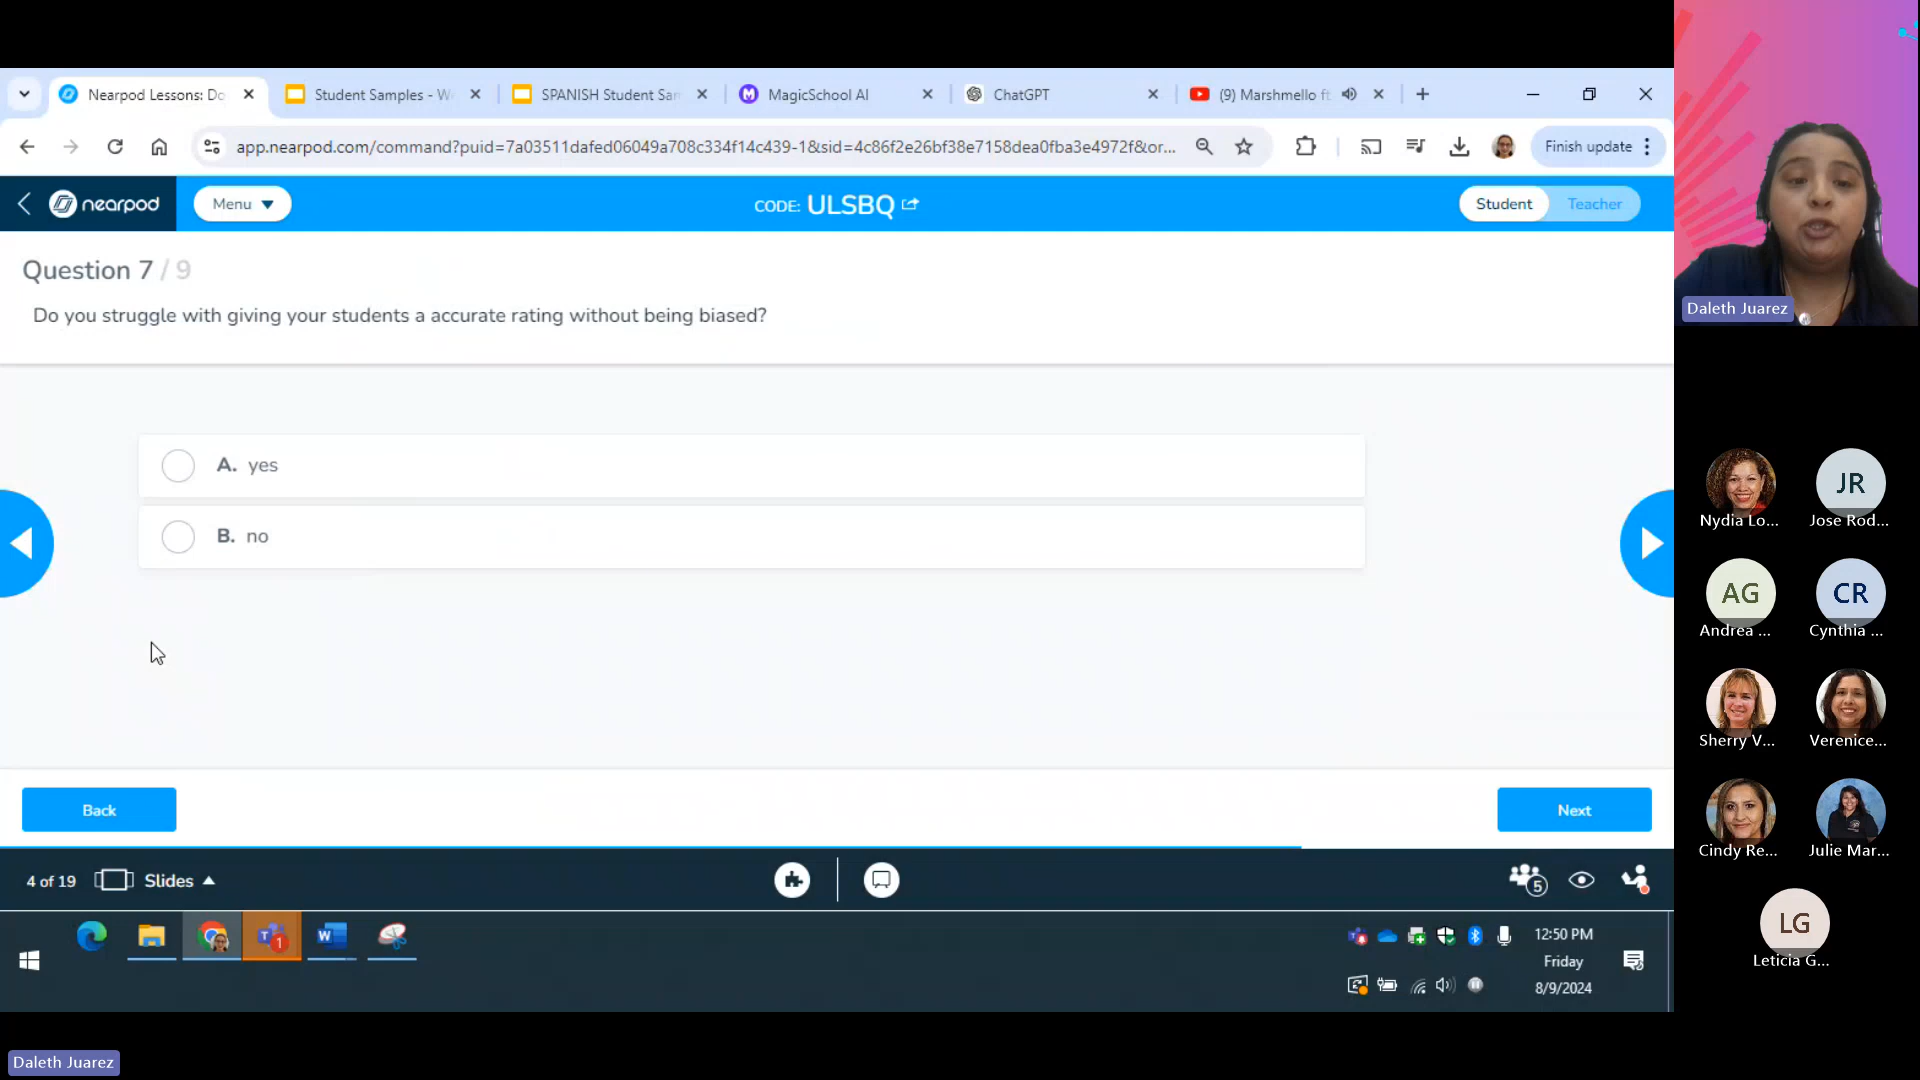 Nearpod Lessons: Do
Student Samples - W
SPANISH Student Sam
MagicSchool AI
ChatGPT
(9) Marshmello ft
app.nearpod.com/command?puid=7a03511dafed06049a708c334f14c439-1&sid=4c86f2e26bf38e7158dea0fba3e4972f&or...
Finish update
nearpod
Menu
CODE: ULSBQ
Student
Teacher
Question 7 / 9
Do you struggle with giving your students a accurate rating without being biased?
A. yes
B. no
Back
Next
4 of 19
Slides
5
1
12:50 PM
Friday
8/9/2024
Daleth Juarez
Daleth Juarez
Nydia Lo...
JR
Jose Rod...
AG
Andrea ...
CR
Cynthia ...
Sherry V...
Verenice...
Cindy Re...
Julie Mar...
LG
Leticia G...